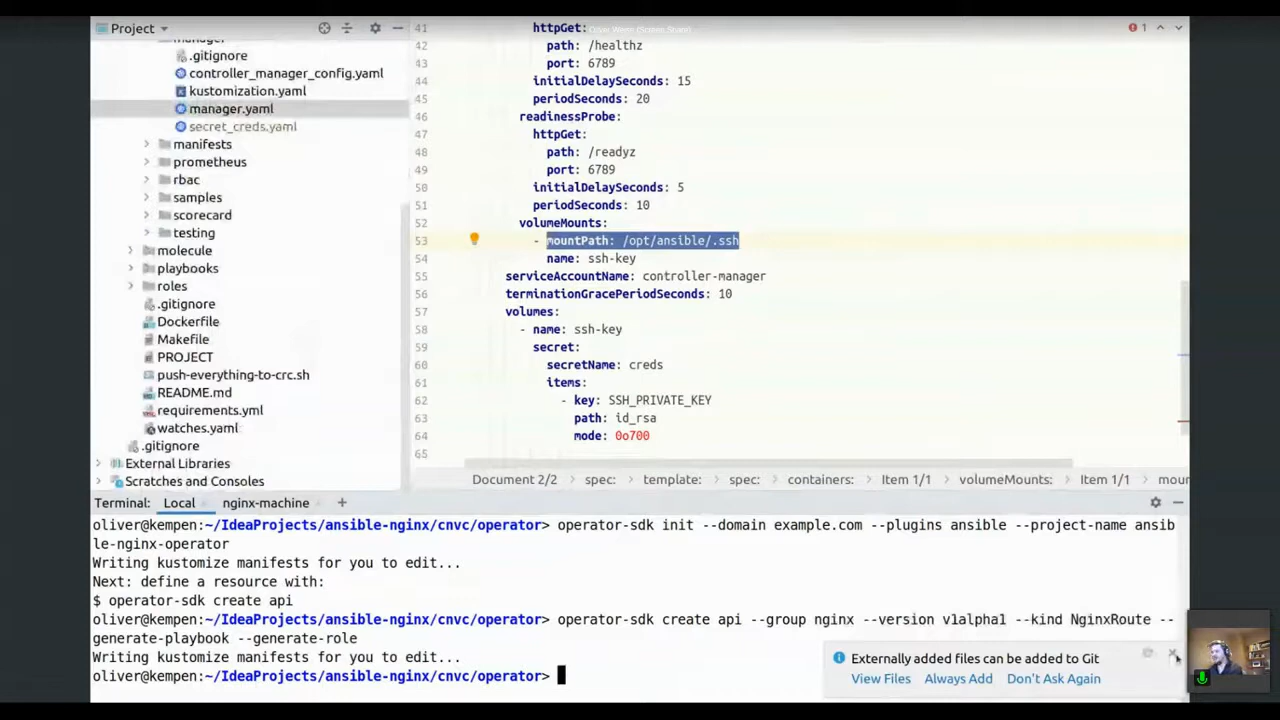 Project
manager
.gitignore
controller_manager_config.yaml
kustomization.yaml
manager.yaml
secret_creds.yaml
manifests
prometheus
rbac
samples
scorecard
testing
molecule
playbooks
roles
.gitignore
Dockerfile
Makefile
PROJECT
push-everything-to-crc.sh
README.md
requirements.yml
watches.yaml
.gitignore
External Libraries
Scratches and Consoles
41 httpGet:
42 path: /healthz
43 port: 6789
44 initialDelaySeconds: 15
45 periodSeconds: 20
46 readinessProbe:
47 httpGet:
48 path: /readyz
49 port: 6789
50 initialDelaySeconds: 5
51 periodSeconds: 10
52 volumeMounts:
53 - mountPath: /opt/ansible/.ssh
54 name: ssh-key
55 serviceAccountName: controller-manager
56 terminationGracePeriodSeconds: 10
57 volumes:
58 - name: ssh-key
59 secret:
60 secretName: creds
61 items:
62 - key: SSH_PRIVATE_KEY
63 path: id_rsa
64 mode: 0o700
65
1
Document 2/2 spec: template: spec: containers: Item 1/1 volumeMounts: Item 1/1 moun
Terminal: Local nginx-machine +
oliver@kempen:~/IdeaProjects/ansible-nginx/cnvc/operator> operator-sdk init --domain example.com --plugins ansible --project-name ansib
le-nginx-operator
Writing kustomize manifests for you to edit...
Next: define a resource with:
$ operator-sdk create api
oliver@kempen:~/IdeaProjects/ansible-nginx/cnvc/operator> operator-sdk create api --group nginx --version v1alpha1 --kind NginxRoute --
generate-playbook --generate-role
Writing kustomize manifests for you to edit...
oliver@kempen:~/IdeaProjects/ansible-nginx/cnvc/operator>
Externally added files can be added to Git
View Files Always Add Don't Ask Again